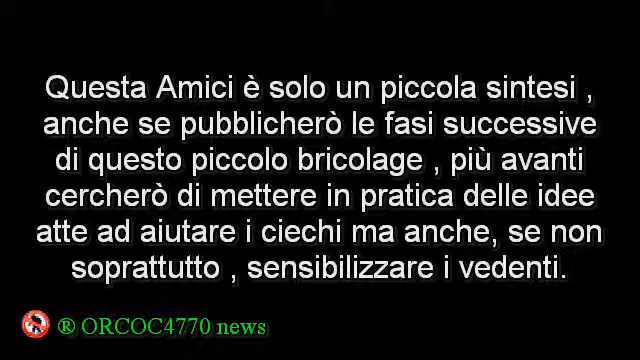 Questa Amici è solo un piccola sintesi ,
anche se pubblicherò le fasi successive
di questo piccolo bricolage , più avanti
cercherò di mettere in pratica delle idee
atte ad aiutare i ciechi ma anche, se non
soprattutto , sensibilizzare i vedenti.
® ORCOC4770 news